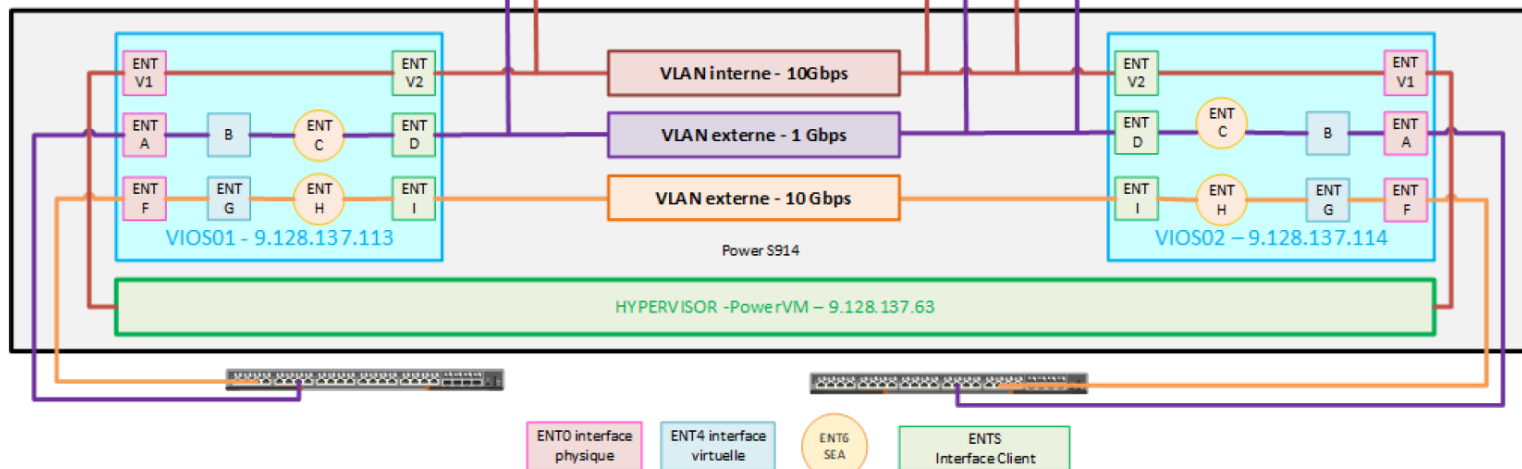 ENT
V1
ENT
V2
VLAN interne - 10Gbps
ENT
V2
ENT
V1
ENT
A
B
ENT
C
ENT
D
VLAN externe - 1 Gbps
ENT
D
ENT
C
B
ENT
A
ENT
F
ENT
G
ENT
H
ENT
I
VLAN externe - 10 Gbps
ENT
I
ENT
H
ENT
G
ENT
F
VIOS01 - 9.128.137.113
Power S914
VIOS02 – 9.128.137.114
HYPERVISOR -PowerVM – 9.128.137.63
ENT0 interface
physique
ENT4 interface
virtuelle
ENT6
SEA
ENTS
Interface Client